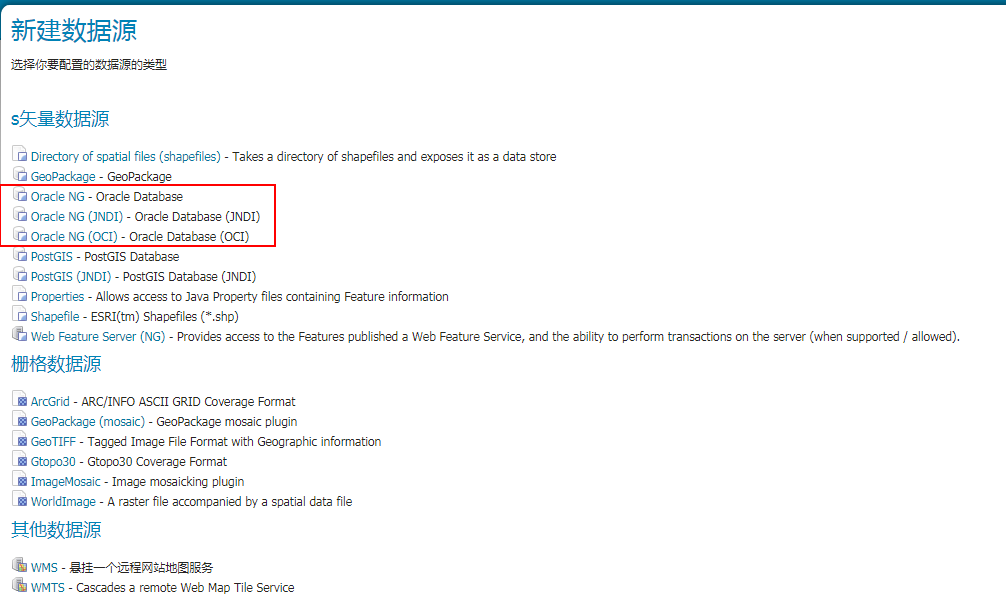 新建数据源
选择你要配置的数据源的类型
s矢量数据源
Directory of spatial files (shapefiles) - Takes a directory of shapefiles and exposes it as a data store
GeoPackage - GeoPackage
Oracle NG - Oracle Database
Oracle NG (JNDI) - Oracle Database (JNDI)
Oracle NG (OCI) - Oracle Database (OCI)
PostGIS - PostGIS Database
PostGIS (JNDI) - PostGIS Database (JNDI)
Properties - Allows access to Java Property files containing Feature information
Shapefile - ESRI(tm) Shapefiles (*.shp)
Web Feature Server (NG) - Provides access to the Features published a Web Feature Service, and the ability to perform transactions on the server (when supported / allowed).
栅格数据源
ArcGrid - ARC/INFO ASCII GRID Coverage Format
GeoPackage (mosaic) - GeoPackage mosaic plugin
GeoTIFF - Tagged Image File Format with Geographic information
Gtopo30 - Gtopo30 Coverage Format
ImageMosaic - Image mosaicking plugin
WorldImage - A raster file accompanied by a spatial data file
其他数据源
WMS - 悬挂一个远程网站地图服务
WMTS - Cascades a remote Web Map Tile Service